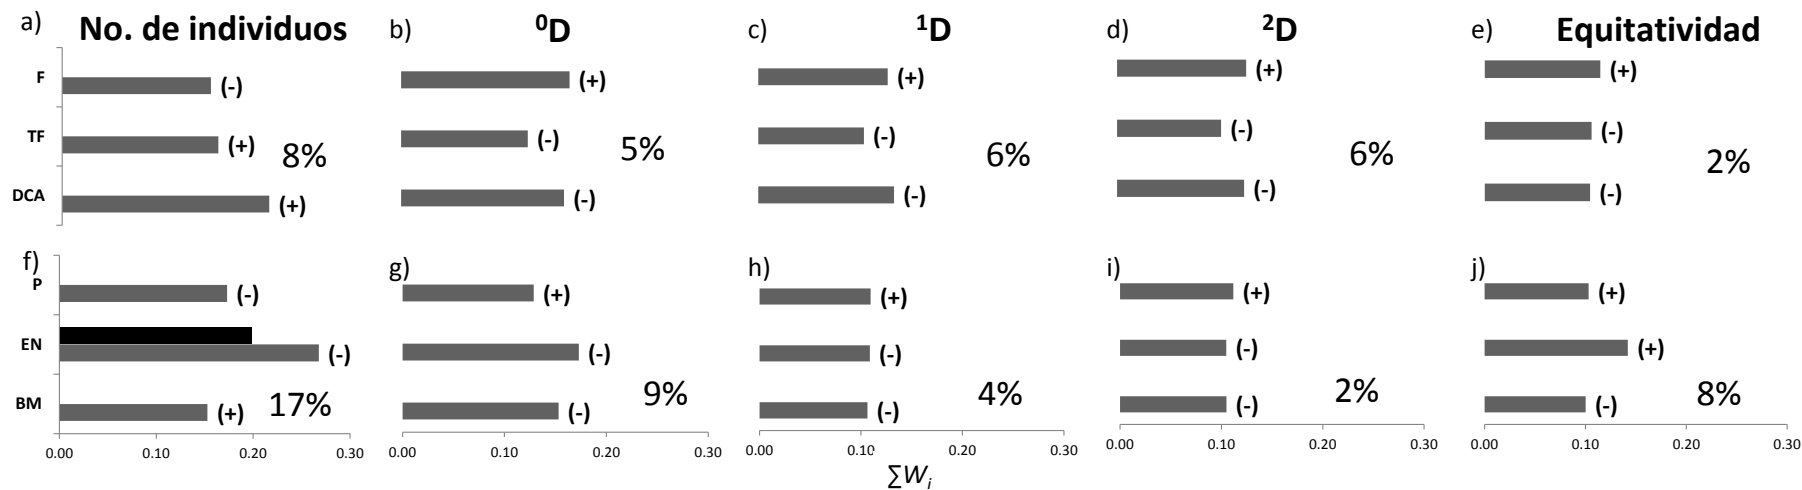 a) No. de individuos b) ⁰D c) ¹D d) ²D e) Equitatividad
F (-) (+) (+) (+) (+)
TF (+) (-) (-) (-) (-)
8% 5% 6% 6% 2%
DCA (+) (-) (-) (-) (-)
f) g) h) i) j)
P (-) (+) (+) (+) (+)
EN (-) (-) (-) (-) (+)
BM (+) (-) (-) (-) (-)
17% 9% 4% 2% 8%
0.00 0.10 0.20 0.30 0.00 0.10 0.20 0.30 0.00 0.10 0.20 0.30 0.00 0.10 0.20 0.30 0.00 0.10 0.20 0.30
∑Wᵢ